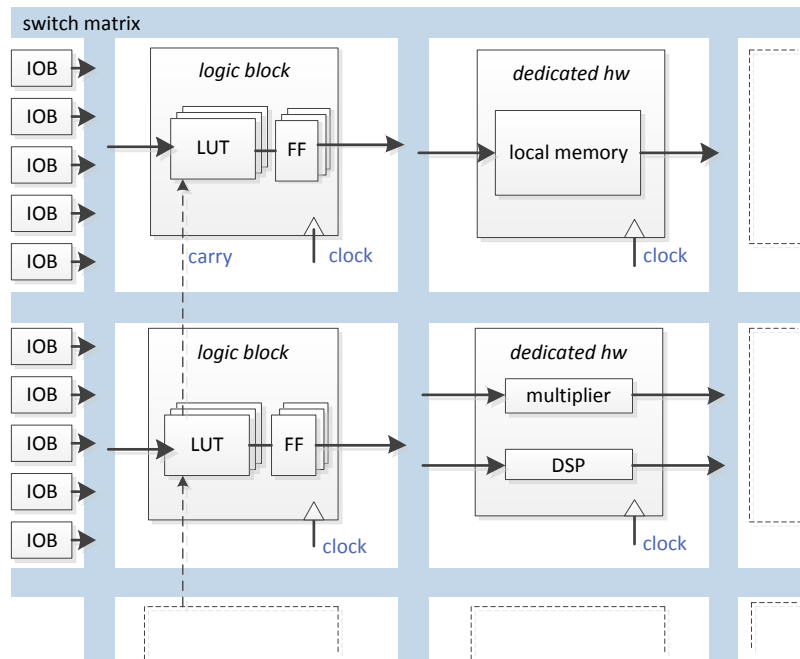 switch matrix
IOB
IOB
IOB
IOB
IOB
logic block
LUT
FF
carry
clock
dedicated hw
local memory
clock
IOB
IOB
IOB
IOB
IOB
logic block
LUT
FF
clock
dedicated hw
multiplier
DSP
clock